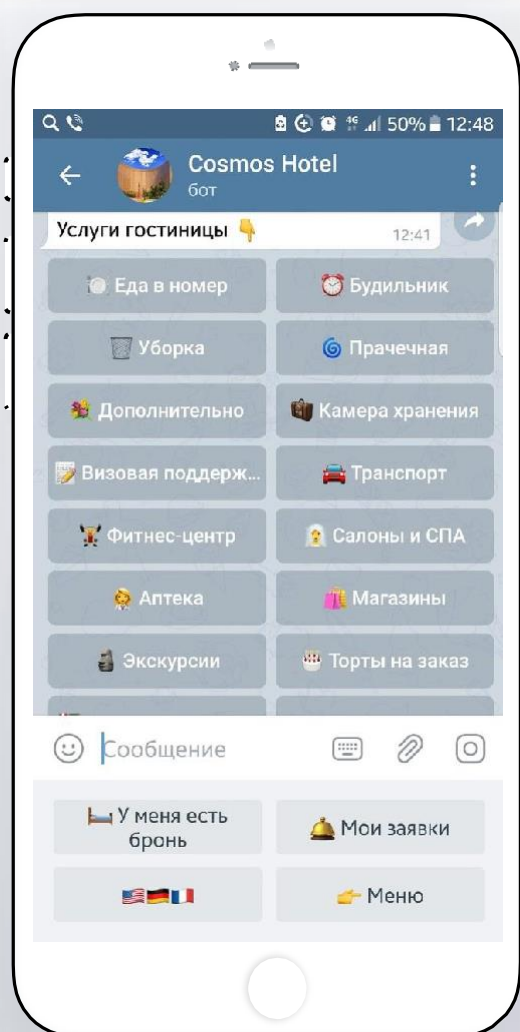 4G 50% 12:48
Cosmos Hotel
бот
Услуги гостиницы 12:41
Еда в номер Будильник
Уборка Прачечная
Дополнительно Камера хранения
Визовая поддерж... Транспорт
Фитнес-центр Салоны и СПА
Аптека Магазины
Экскурсии Торты на заказ
Сообщение
У меня есть
бронь
Мои заявки
Меню